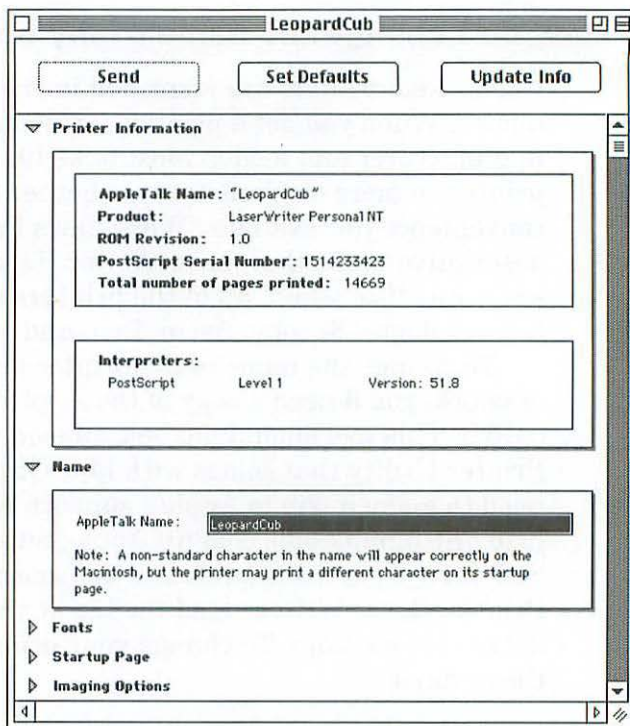 LeopardCub
Send Set Defaults Update Info
Printer Information
AppleTalk Name: "LeopardCub"
Product: LaserWriter Personal NT
ROM Revision: 1.0
PostScript Serial Number: 1514233423
Total number of pages printed: 14669
Interpreters:
PostScript Level 1 Version: 51.8
Name
AppleTalk Name: LeopardCub
Note: A non-standard character in the name will appear correctly on the
Macintosh, but the printer may print a different character on its startup
page.
Fonts
Startup Page
Imaging Options